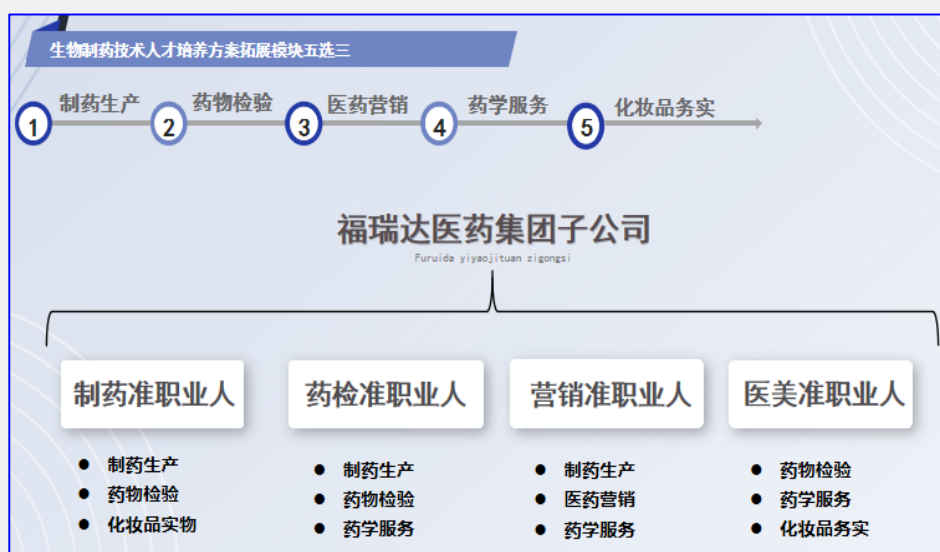 生物制药技术人才培养方案拓展模块五选三
1 制药生产 2 药物检验 3 医药营销 4 药学服务 5 化妆品务实
福瑞达医药集团子公司
Furuida yiyaojituan zigongsi
制药准职业人 药检准职业人 营销准职业人 医美准职业人
● 制药生产 ● 制药生产 ● 制药生产 ● 药物检验
● 药物检验 ● 药物检验 ● 医药营销 ● 药学服务
● 化妆品实物 ● 药学服务 ● 药学服务 ● 化妆品务实